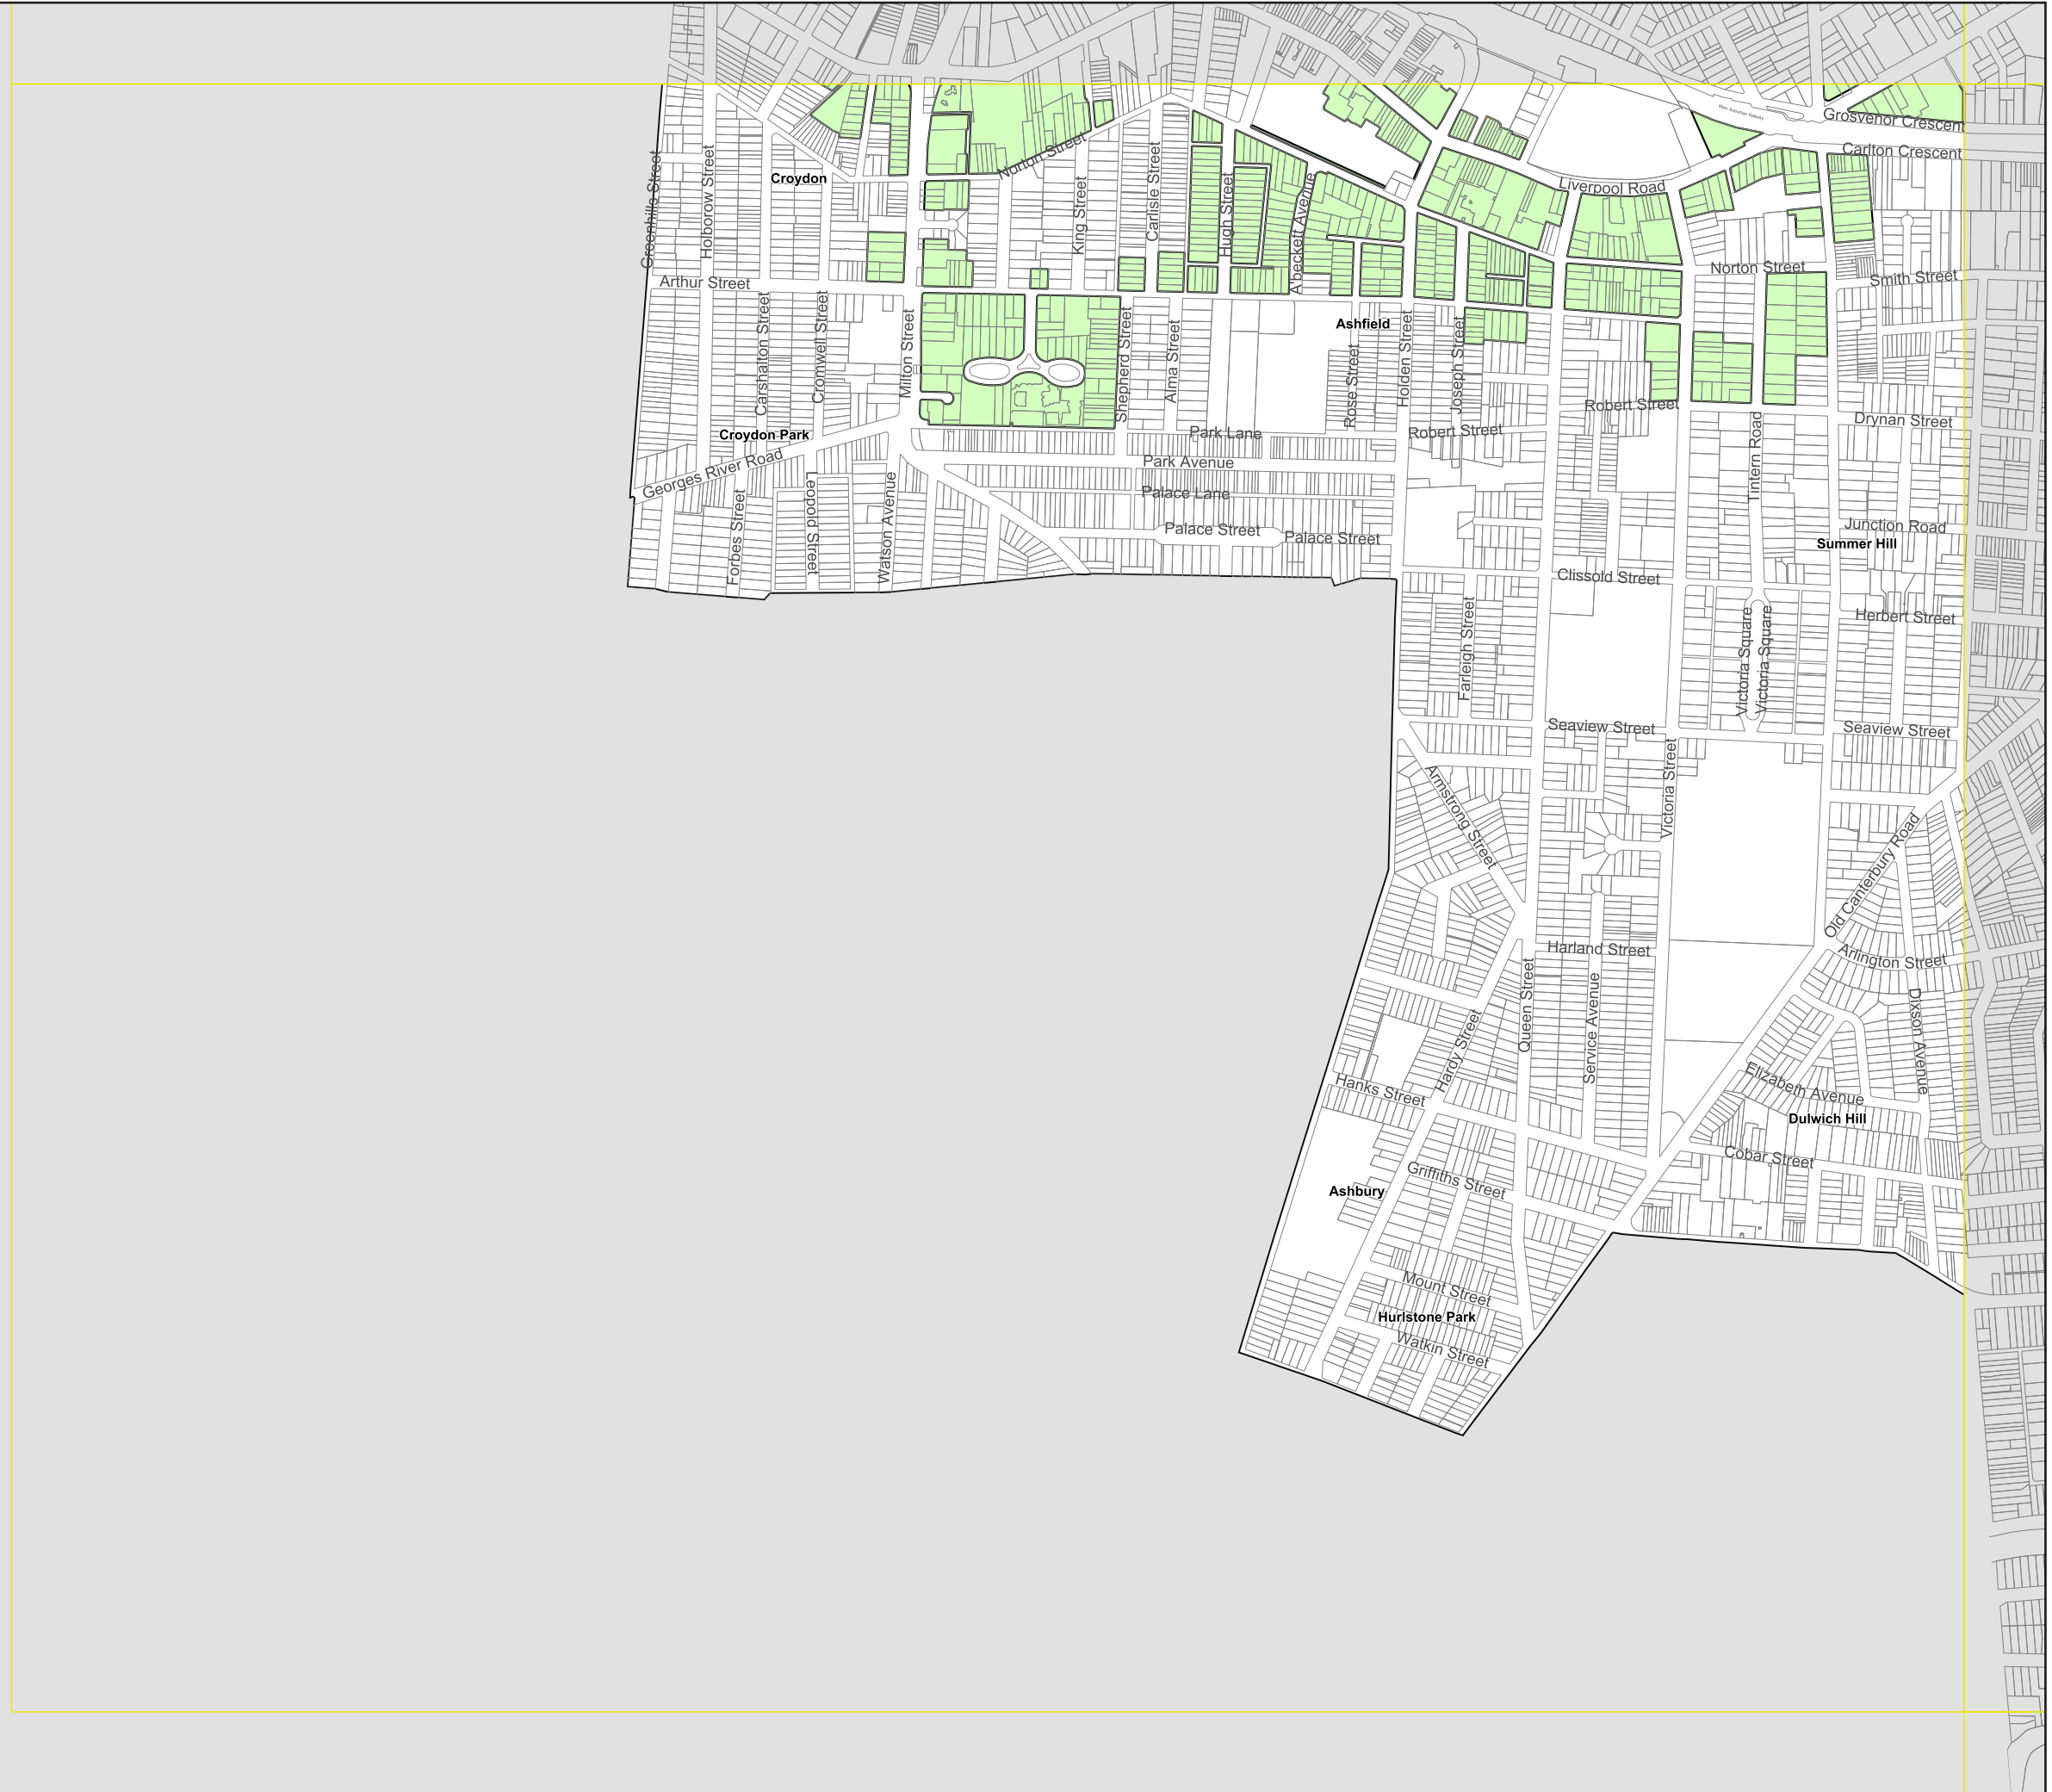 Main Suburban Railway
Grosvenor Crescent
Carlton Crescent
Liverpool Road
Norton Street
Croydon
Greenhills Street
Holborow Street
King Street
Carlisle Street
Hugh Street
A'beckett Avenue
Norton Street
Smith Street
Arthur Street
Ashfield
Carshalton Street
Cromwell Street
Milton Street
Shepherd Street
Alma Street
Rose Street
Holden Street
Joseph Street
Robert Street
Drynan Street
Croydon Park
Park Lane
Robert Street
Tintern Road
Georges River Road
Park Avenue
Palace Lane
Forbes Street
Leopold Street
Watson Avenue
Palace Street
Palace Street
Junction Road
Summer Hill
Clissold Street
Herbert Street
Farleigh Street
Victoria Square
Victoria Square
Seaview Street
Seaview Street
Armstrong Street
Victoria Street
Old Canterbury Road
Harland Street
Arlington Street
Queen Street
Service Avenue
Dixson Avenue
Hardy Street
Hanks Street
Elizabeth Avenue
Dulwich Hill
Cobar Street
Griffiths Street
Ashbury
Mount Street
Hurlstone Park
Watkin Street